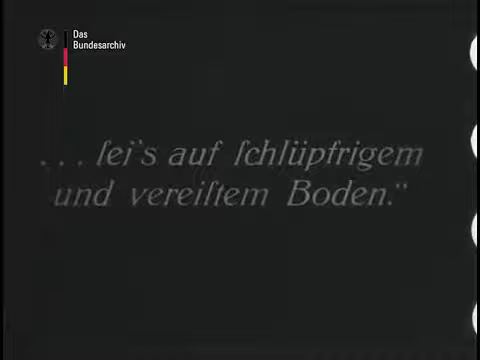 Das
Bundesarchiv
... ſei's auf ſchlüpfrigem
und vereiſtem Boden."